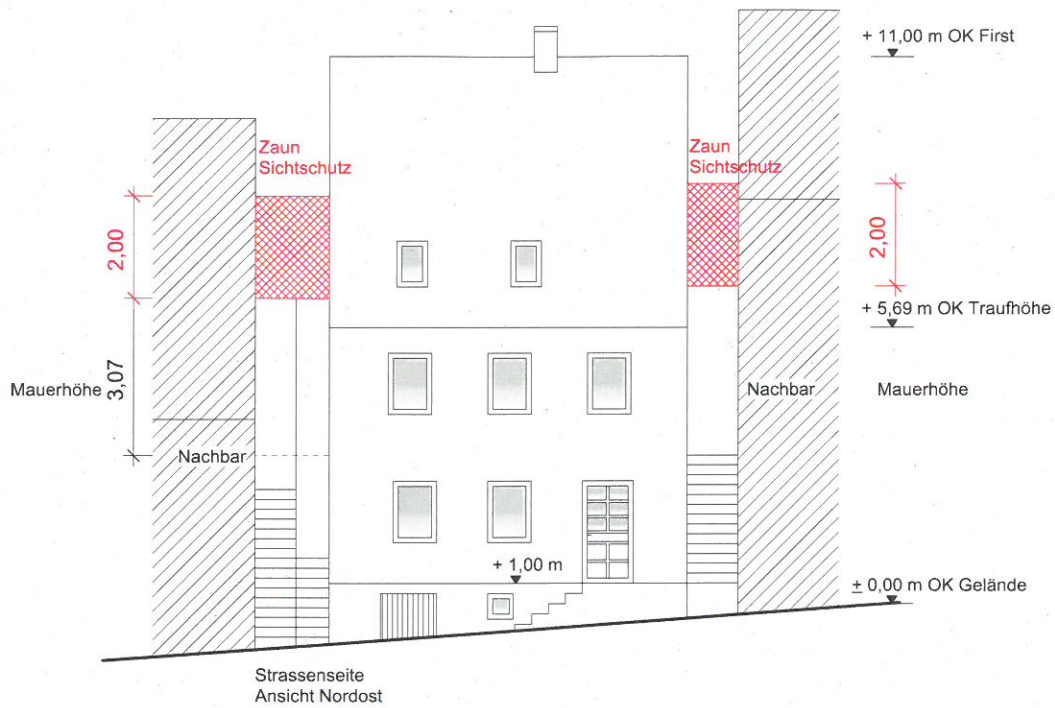 + 11,00 m OK First
Zaun
Sichtschutz
Zaun
Sichtschutz
2,00
2,00
+ 5,69 m OK Traufhöhe
Mauerhöhe
3,07
Nachbar
Mauerhöhe
Nachbar
+ 1,00 m
± 0,00 m OK Gelände
Strassenseite
Ansicht Nordost